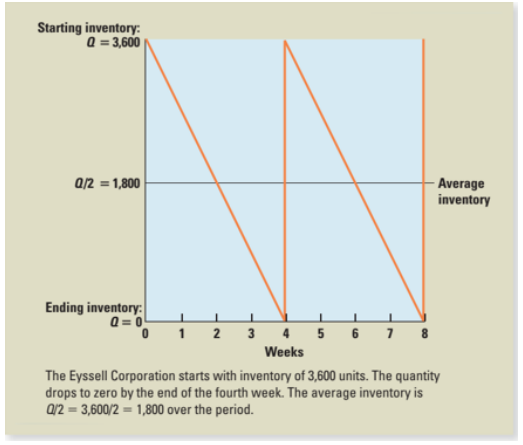 Starting inventory:
Q = 3,600
Q/2 = 1,800
Average
inventory
Ending inventory:
Q = 0
0 1 2 3 4 5 6 7 8
Weeks
The Eyssell Corporation starts with inventory of 3,600 units. The quantity
drops to zero by the end of the fourth week. The average inventory is
Q/2 = 3,600/2 = 1,800 over the period.